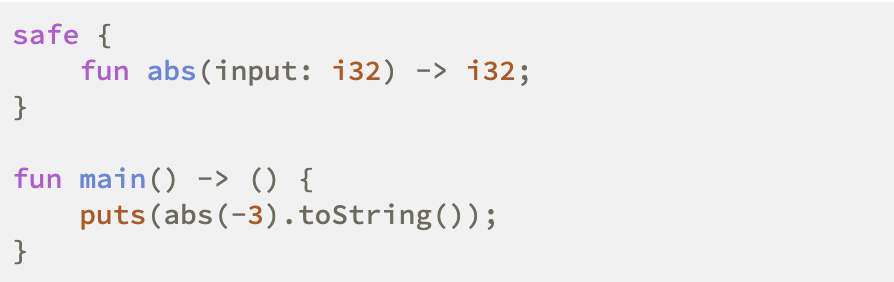 safe {
    fun abs(input: i32) -> i32;
}

fun main() -> () {
    puts(abs(-3).toString());
}